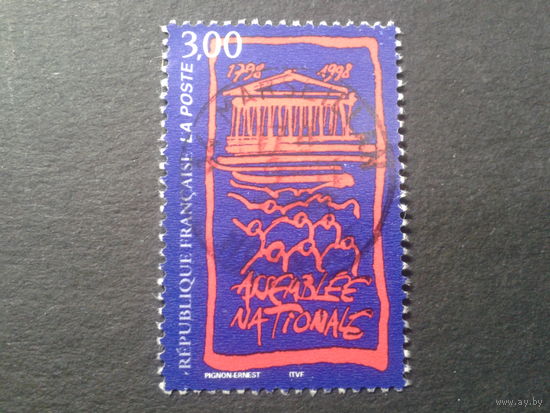 3,00
1798 1998
RÉPUBLIQUE FRANÇAISE LA POSTE
ASSEMBLÉE
NATIONALE
PIGNON-ERNEST ITVF
www.ay.by